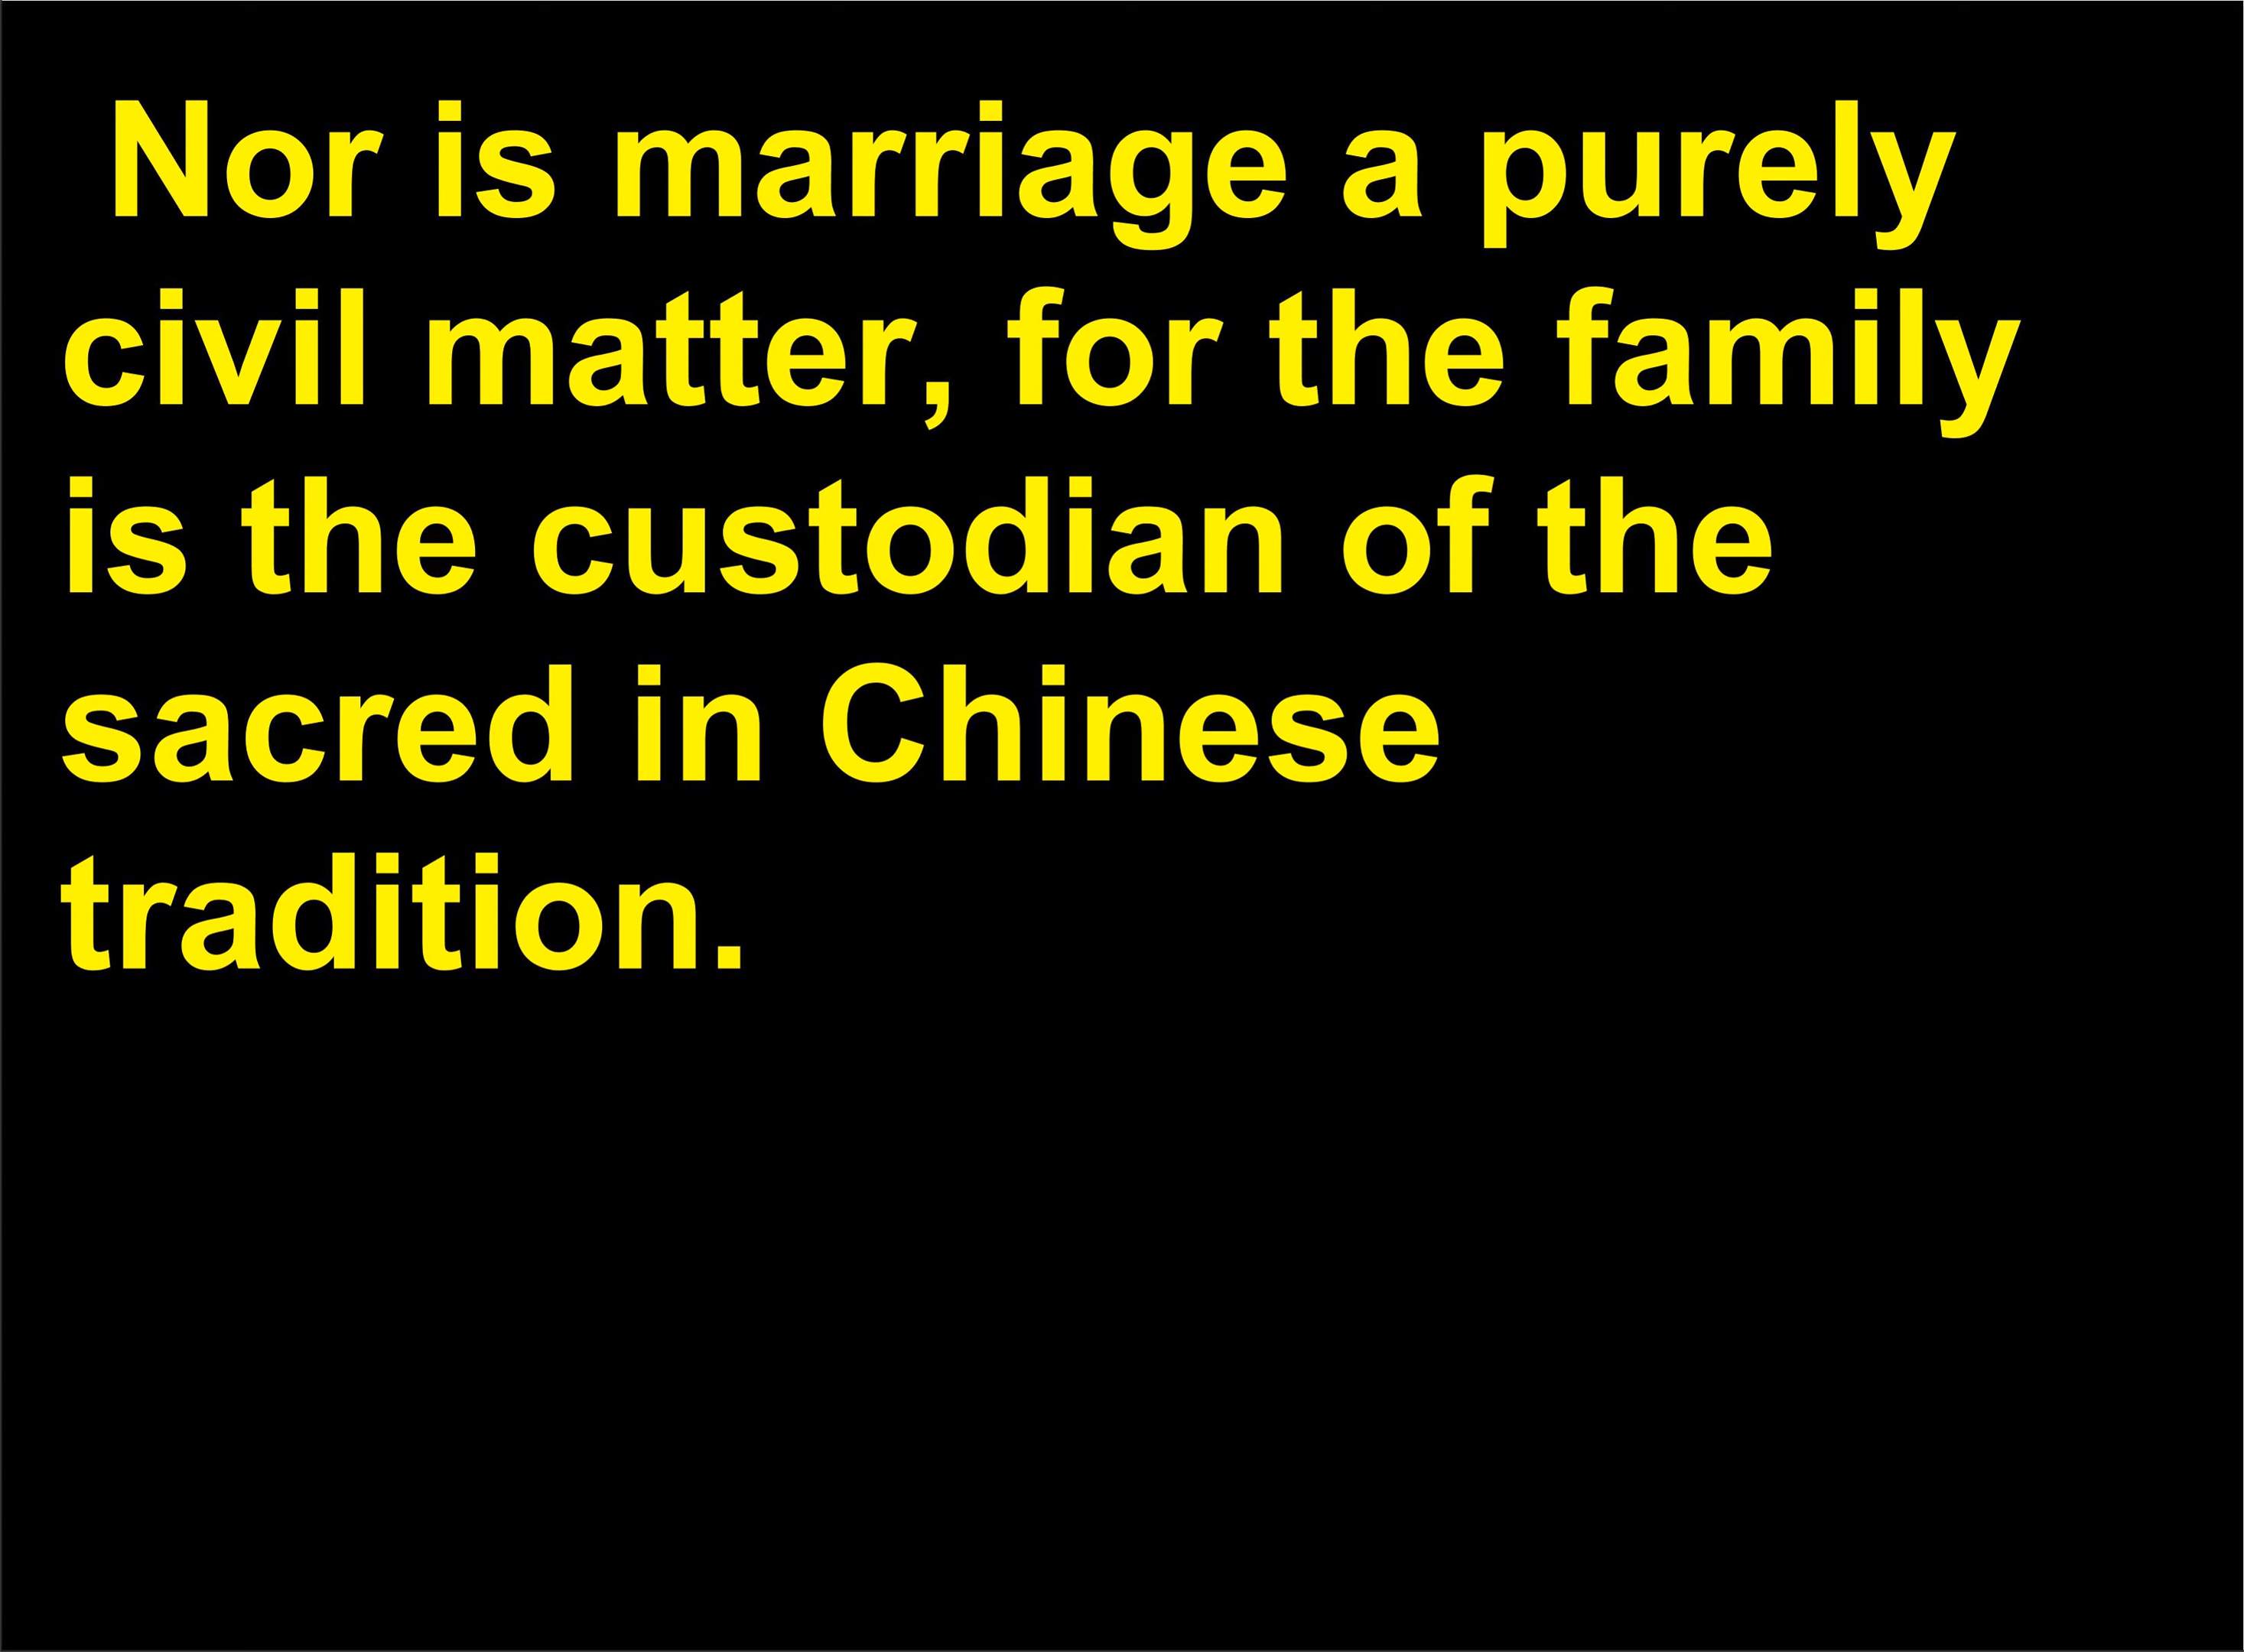 Nor is marriage a purely
civil matter, for the family
is the custodian of the
sacred in Chinese
tradition.